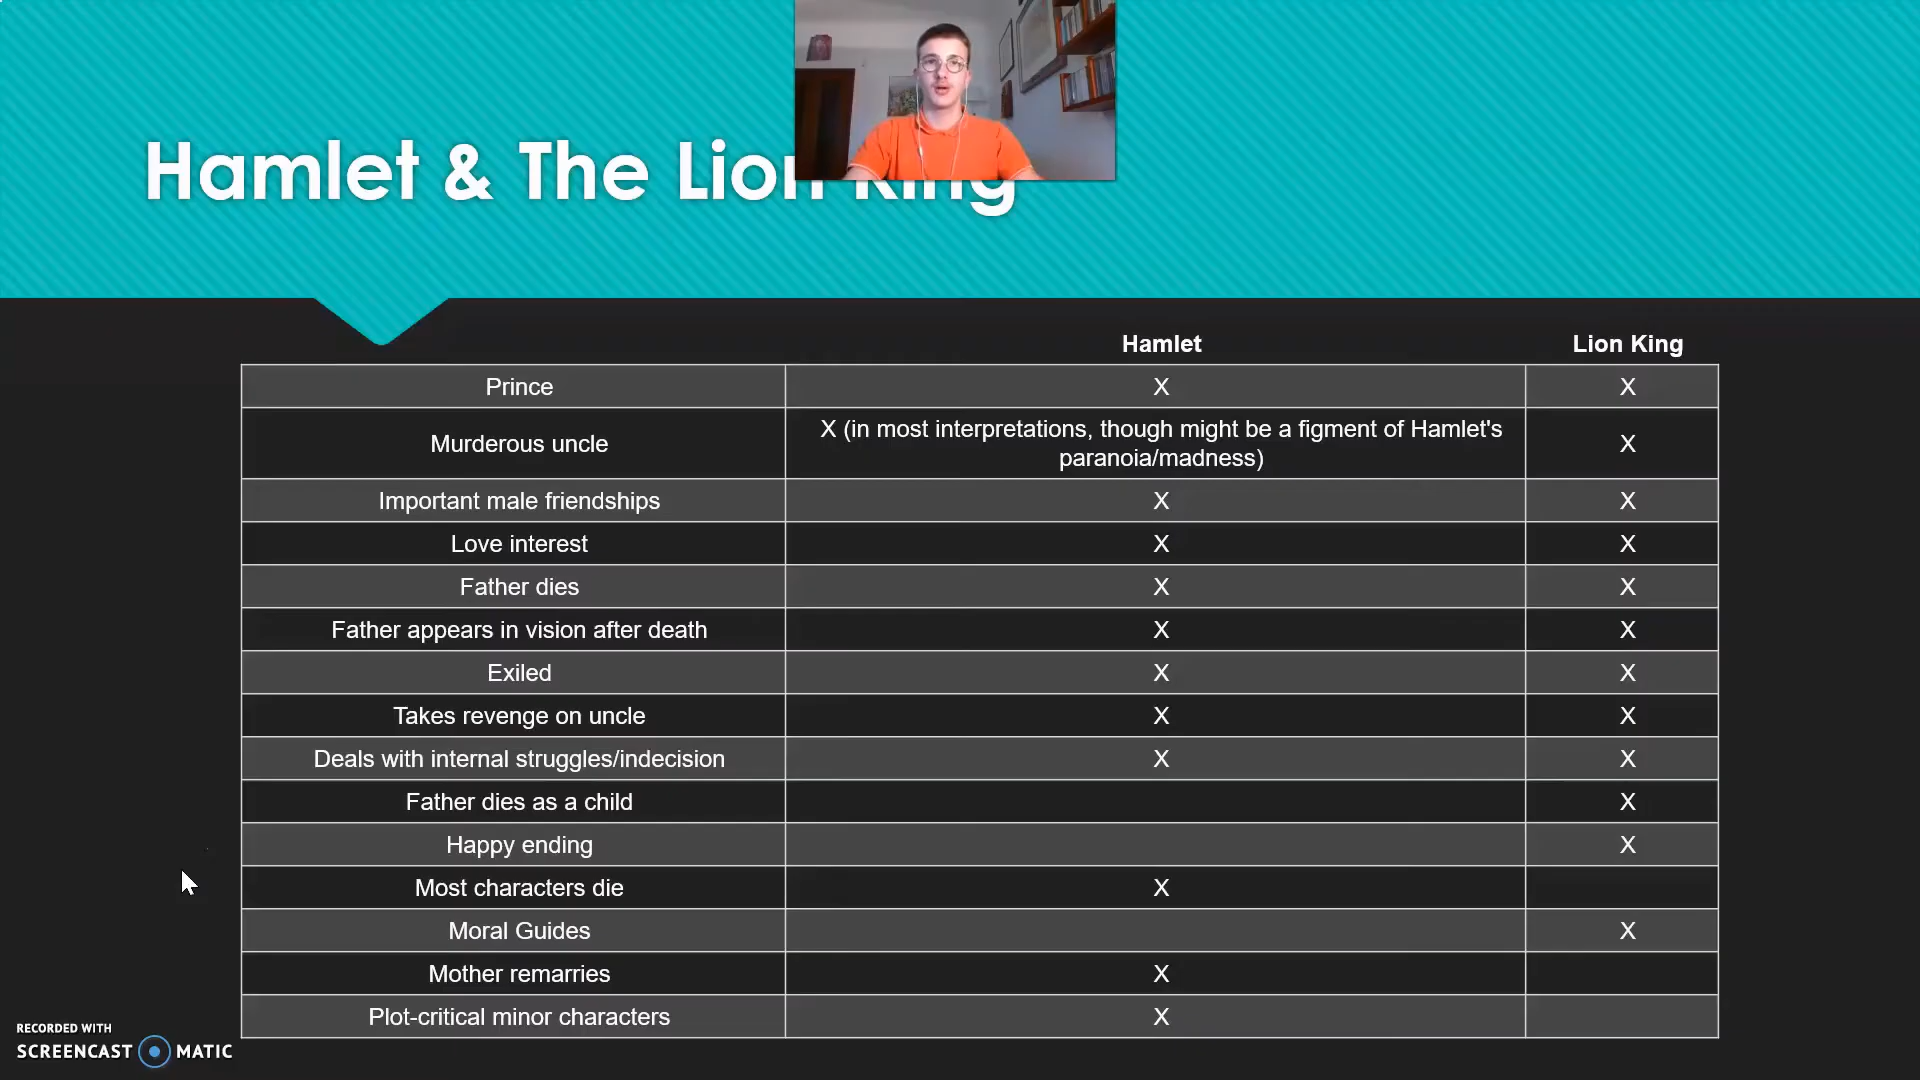 Hamlet & The Lion King
Hamlet Lion King
Prince X X
Murderous uncle X (in most interpretations, though might be a figment of Hamlet's
paranoia/madness) X
Important male friendships X X
Love interest X X
Father dies X X
Father appears in vision after death X X
Exiled X X
Takes revenge on uncle X X
Deals with internal struggles/indecision X X
Father dies as a child X
Happy ending X
Most characters die X
Moral Guides X
Mother remarries X
Plot-critical minor characters X
RECORDED WITH
SCREENCAST MATIC